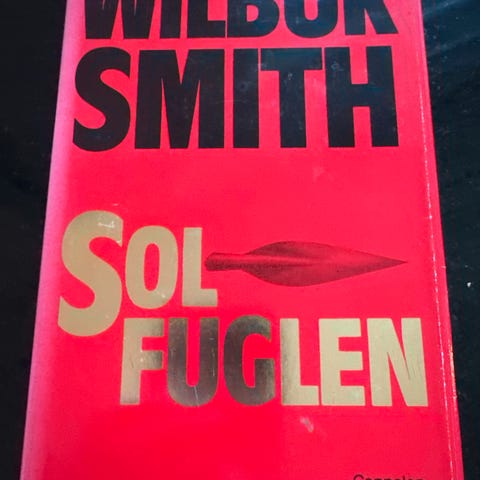 WILBUR
SMITH
SOL
FUGLEN
Cappelen